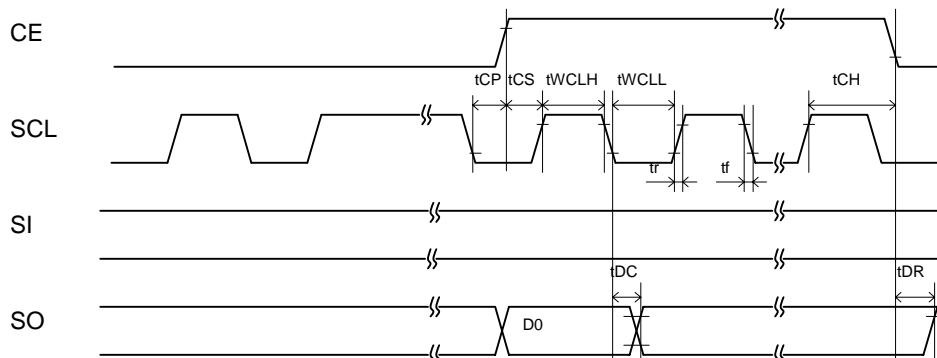 CE
tCP tCS tWCLH tWCLL tCH
SCL
tr tf
SI
tDC tDR
SO D0